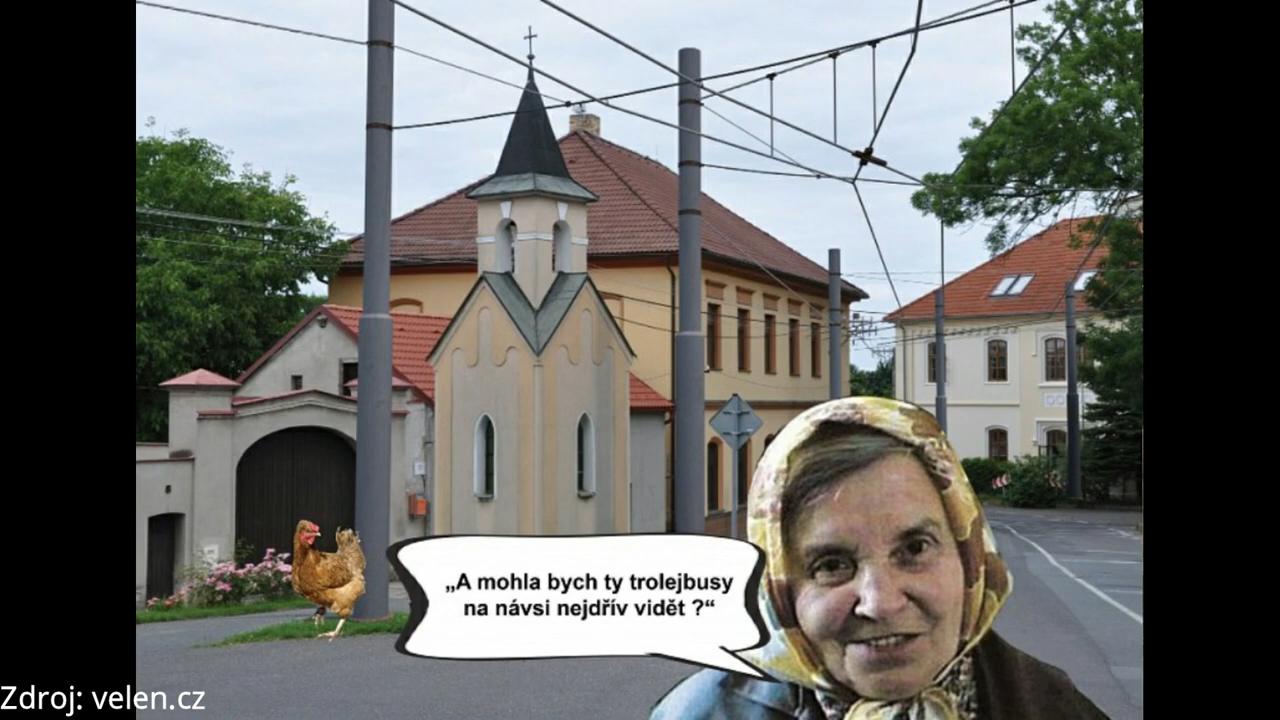 „A mohla bych ty trolejbusy
na návsi nejdřív vidět ?“
Zdroj: velen.cz